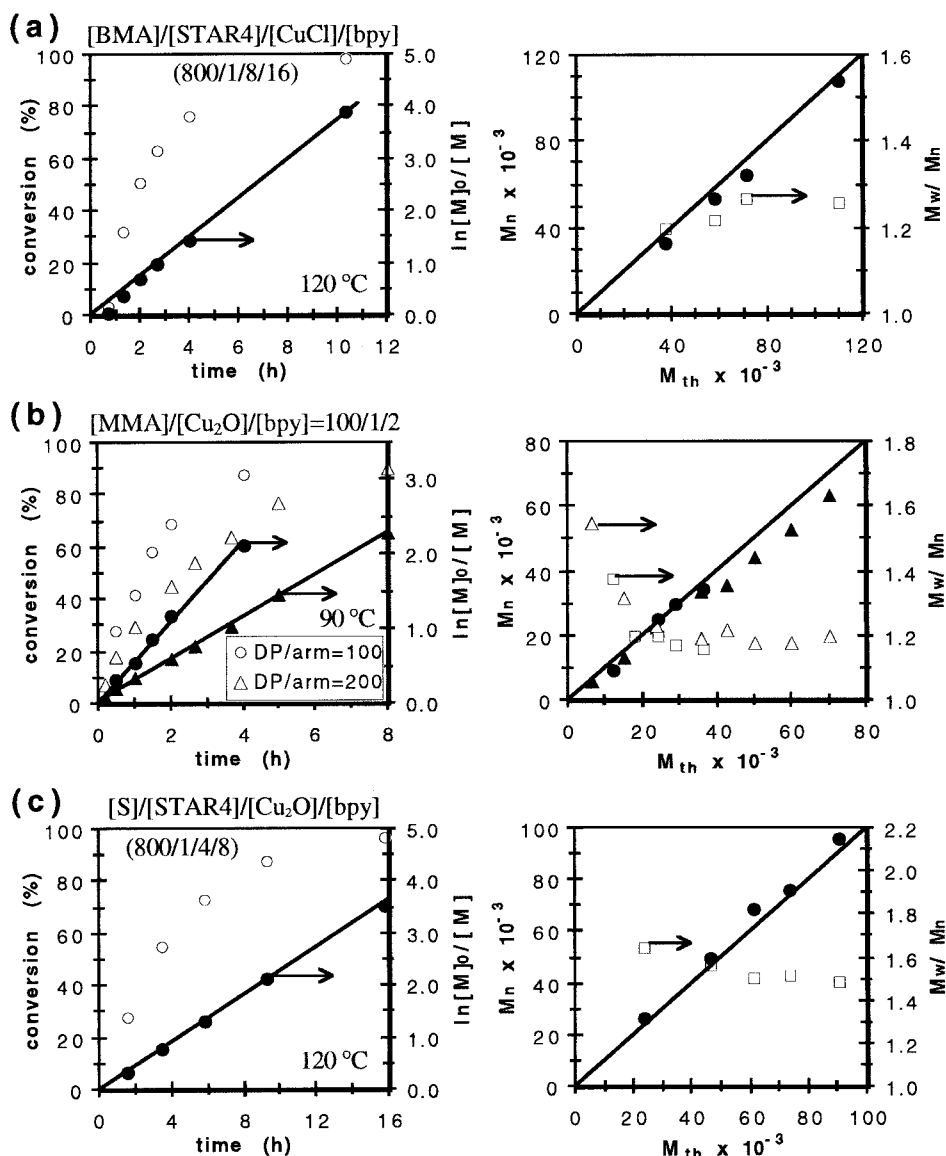 (a)
[BMA]/[STAR4]/[CuCl]/[bpy]
(800/1/8/16)
conversion (%)
100
80
60
40
20
0
ln[M]o/[M]
5.0
4.0
3.0
2.0
1.0
0.0
120 °C
0 2 4 6 8 10 12
time (h)
Mn x 10-3
120
100
80
60
40
20
0
Mw/ Mn
1.6
1.4
1.2
1.0
0 40 80 120
Mth x 10-3
(b)
[MMA]/[Cu2O]/[bpy]=100/1/2
conversion (%)
100
80
60
40
20
0
ln[M]o/[M]
3.0
2.0
1.0
0.0
90 °C
DP/arm=100
DP/arm=200
0 2 4 6 8
time (h)
Mn x 10-3
80
60
40
20
0
Mw/ Mn
1.8
1.6
1.4
1.2
1.0
0 20 40 60 80
Mth x 10-3
(c)
[S]/[STAR4]/[Cu2O]/[bpy]
(800/1/4/8)
conversion (%)
100
80
60
40
20
0
ln[M]o/[M]
5.0
4.0
3.0
2.0
1.0
0.0
120 °C
0 4 8 12 16
time (h)
Mn x 10-3
100
80
60
40
20
0
Mw/ Mn
2.2
2.0
1.8
1.6
1.4
1.2
1.0
0 20 40 60 80 100
Mth x 10-3